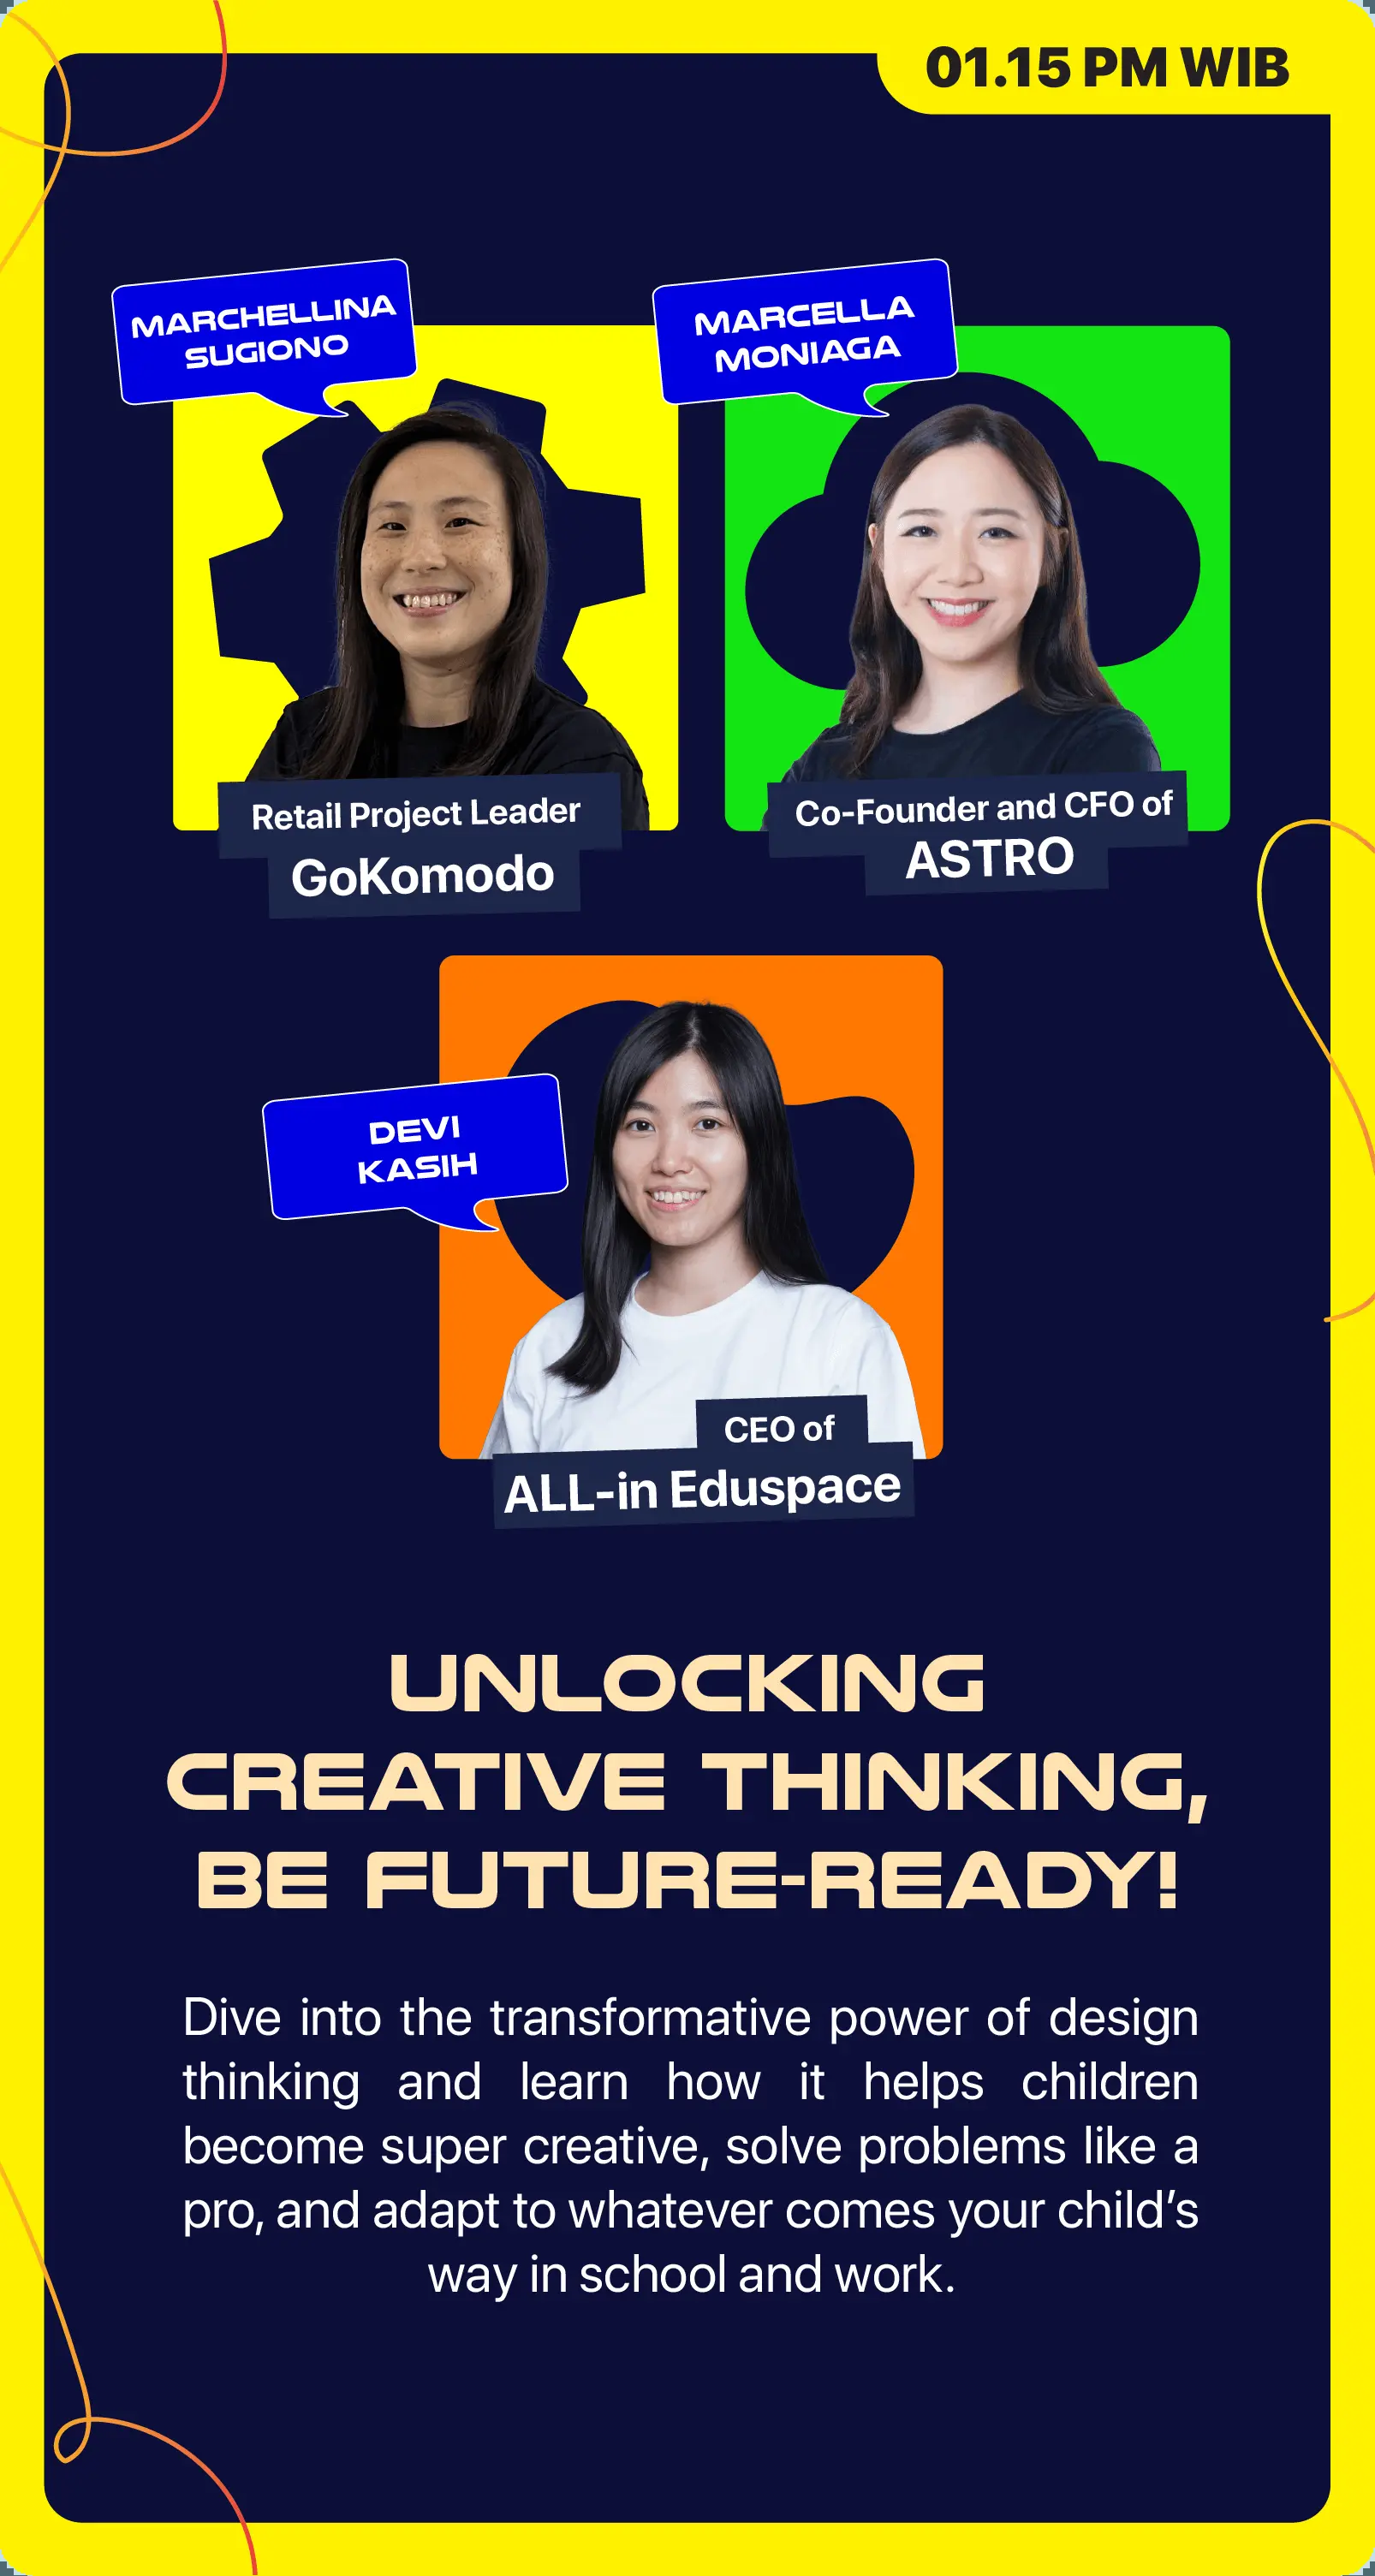 01.15 PM WIB
MARCHELLINA
SUGIONO
MARCELLA
MONIAGA
Retail Project Leader
GoKomodo
Co-Founder and CFO of
ASTRO
DEVI
KASIH
CEO of
ALL-in Eduspace
UNLOCKING
CREATIVE THINKING,
BE FUTURE-READY!
Dive into the transformative power of design
thinking and learn how it helps children
become super creative, solve problems like a
pro, and adapt to whatever comes your child’s
way in school and work.